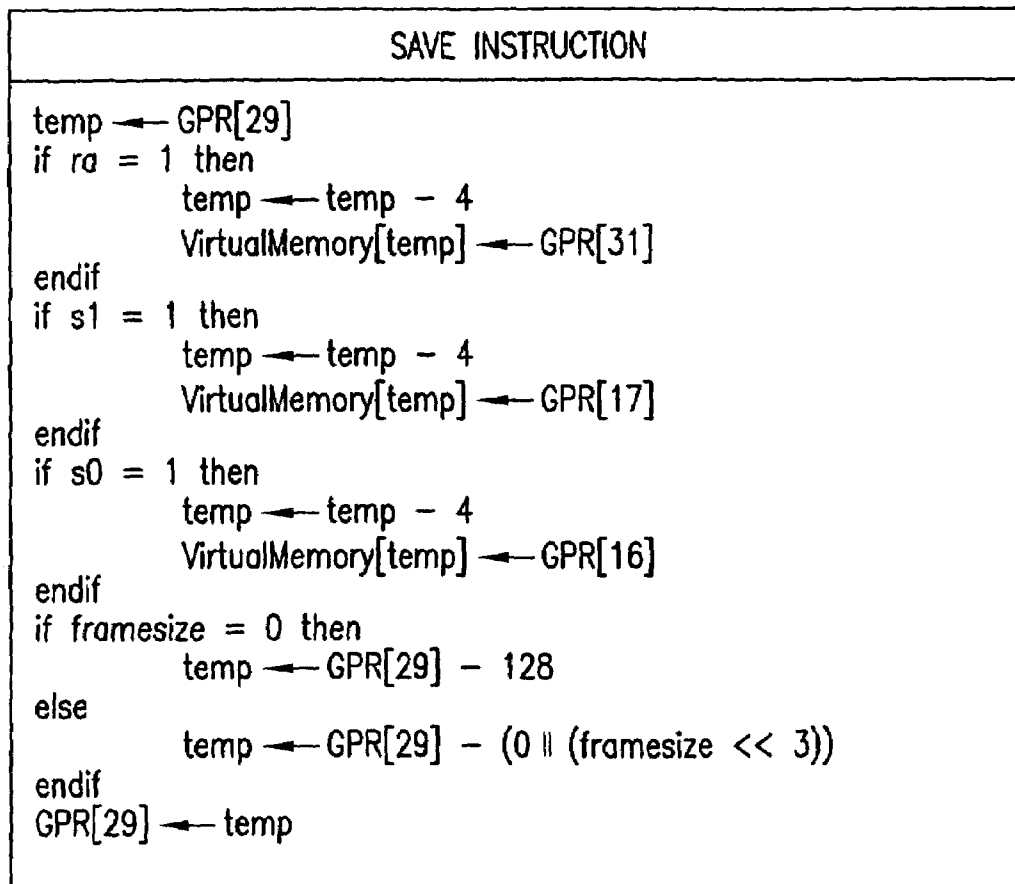 SAVE INSTRUCTION
temp ← GPR[29]
if ra = 1 then
temp ← temp - 4
VirtualMemory[temp] ← GPR[31]
endif
if s1 = 1 then
temp ← temp - 4
VirtualMemory[temp] ← GPR[17]
endif
if s0 = 1 then
temp ← temp - 4
VirtualMemory[temp] ← GPR[16]
endif
if framesize = 0 then
temp ← GPR[29] - 128
else
temp ← GPR[29] - (0 || (framesize << 3))
endif
GPR[29] ← temp